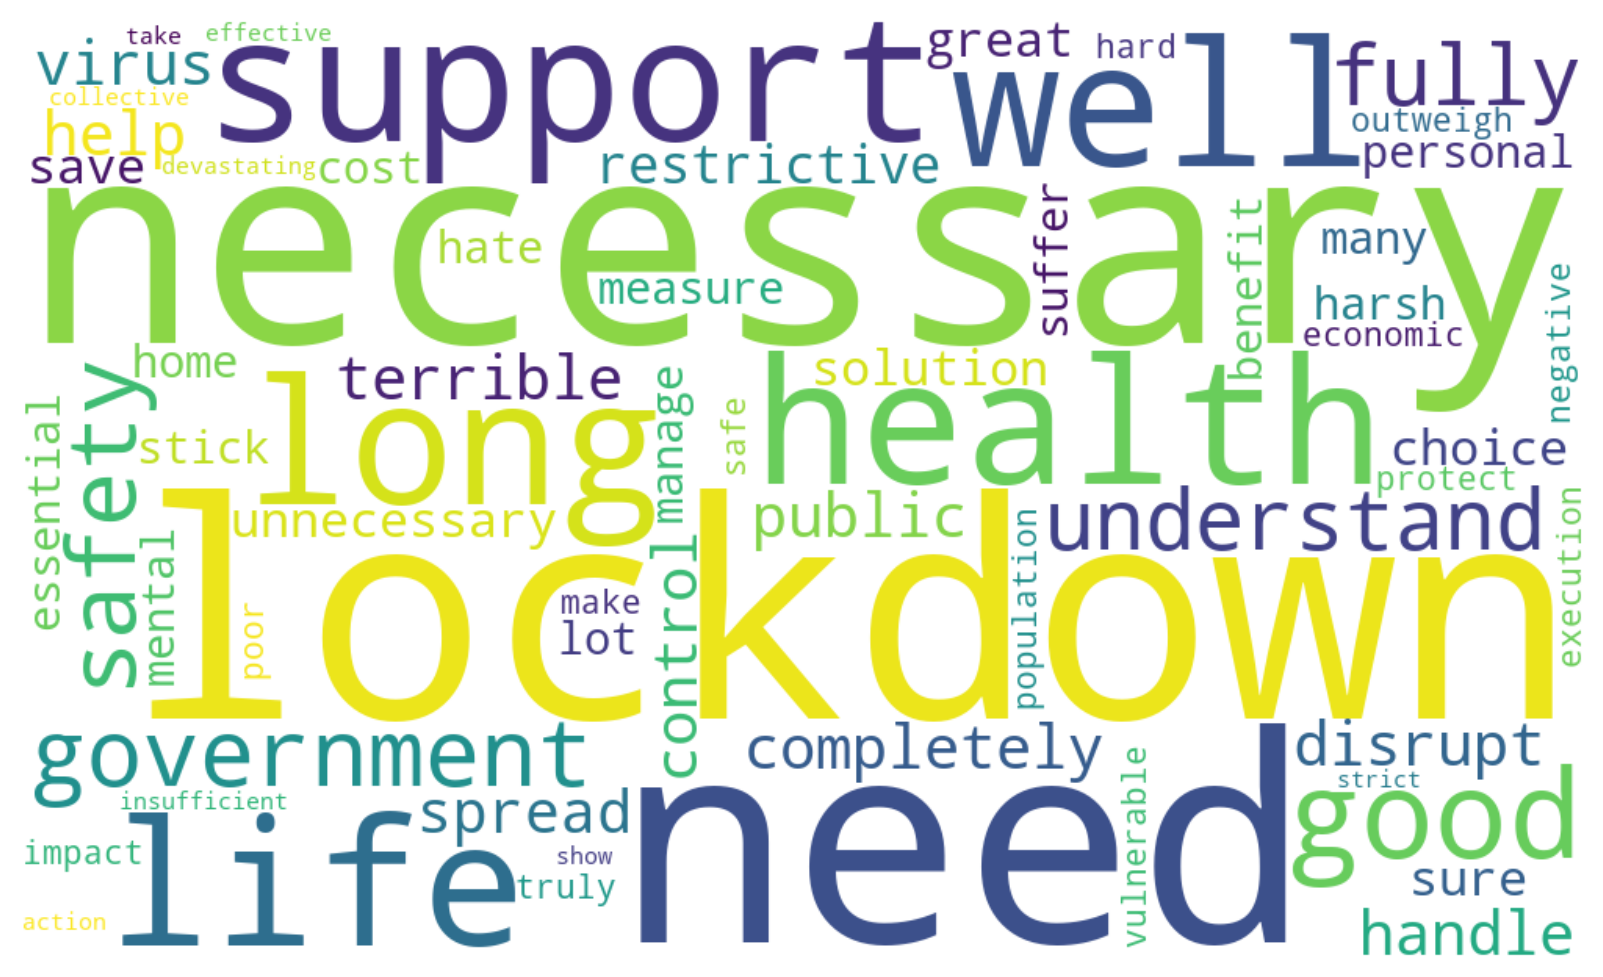 take
effective
virus
support
great
hard
well
fully
collective
help
outweigh
save
devastating
cost
restrictive
personal
necessary
hate
measure
suffer
benefit
many
harsh
economic
negative
home
terrible
solution
safety
long
manage
safe
health
choice
essential
stick
protect
unnecessary
public
understand
lockdown
mental
poor
make
lot
control
population
execution
government
completely
disrupt
insufficient
spread
need
strict
good
impact
life
show
truly
vulnerable
sure
action
handle